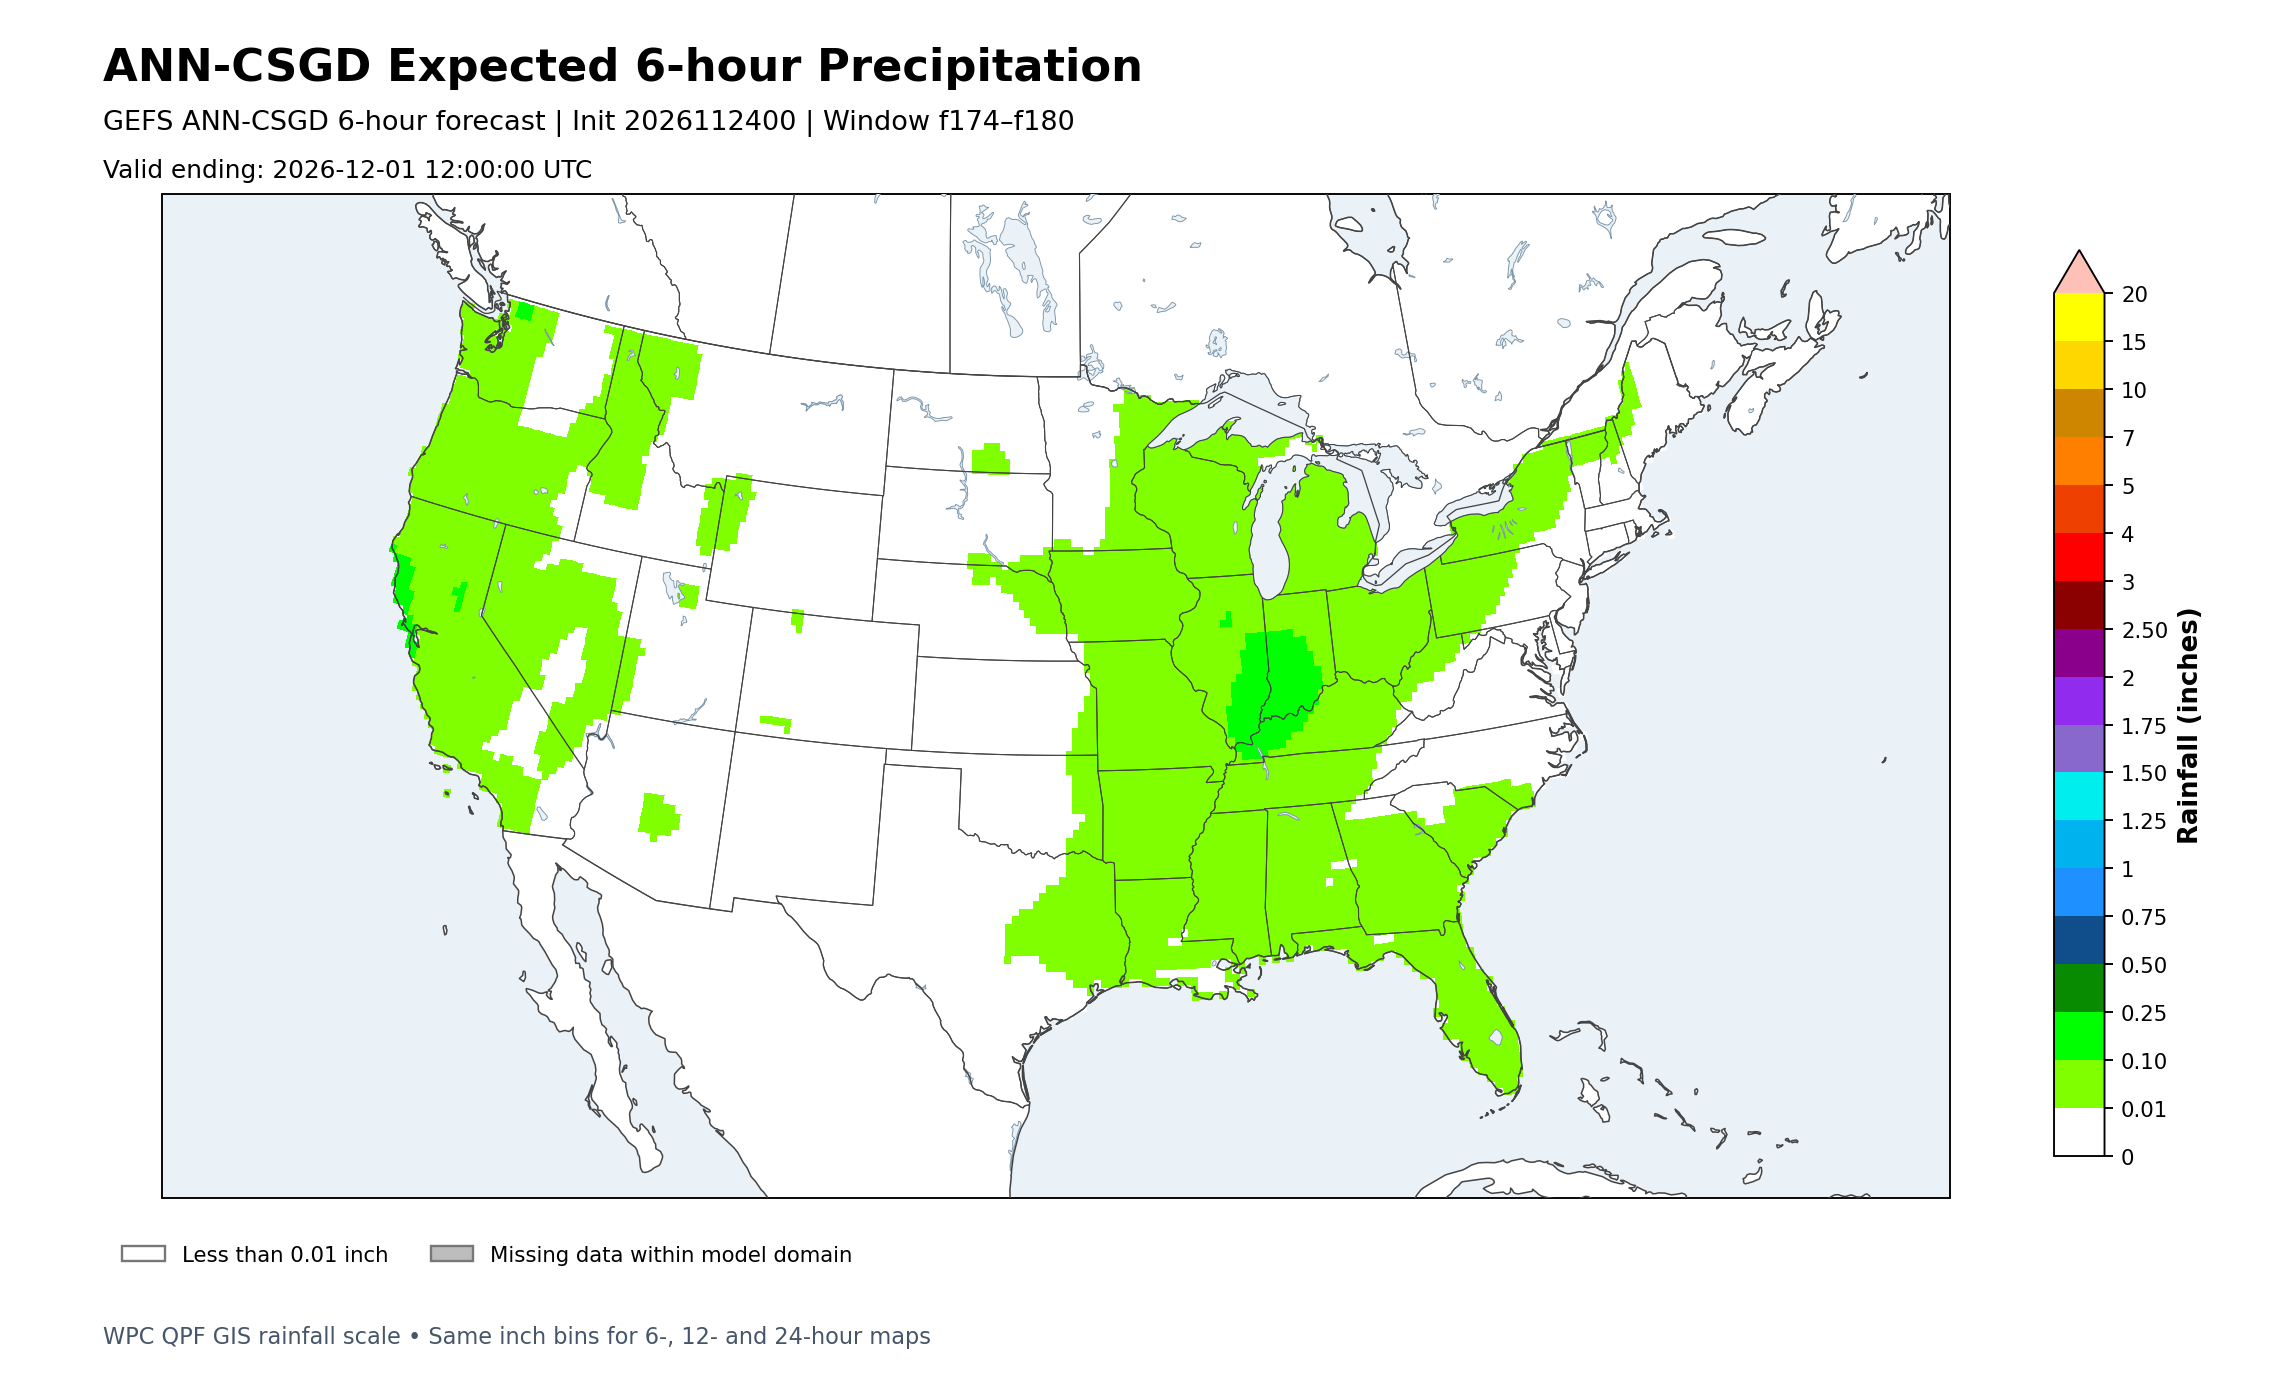 ANN-CSGD Expected 6-hour Precipitation
GEFS ANN-CSGD 6-hour forecast | Init 2026112400 | Window f174–f180
Valid ending: 2026-12-01 12:00:00 UTC
20
15
10
7
5
4
3
2.50
2
1.75
1.50
1.25
1
0.75
0.50
0.25
0.10
0.01
0
Rainfall (inches)
Less than 0.01 inch
Missing data within model domain
WPC QPF GIS rainfall scale • Same inch bins for 6-, 12- and 24-hour maps